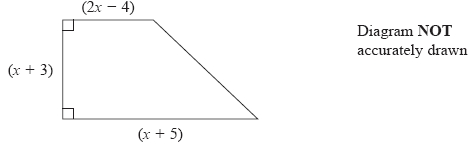 (2x − 4)
Diagram NOT
accurately drawn
(x + 3)
(x + 5)